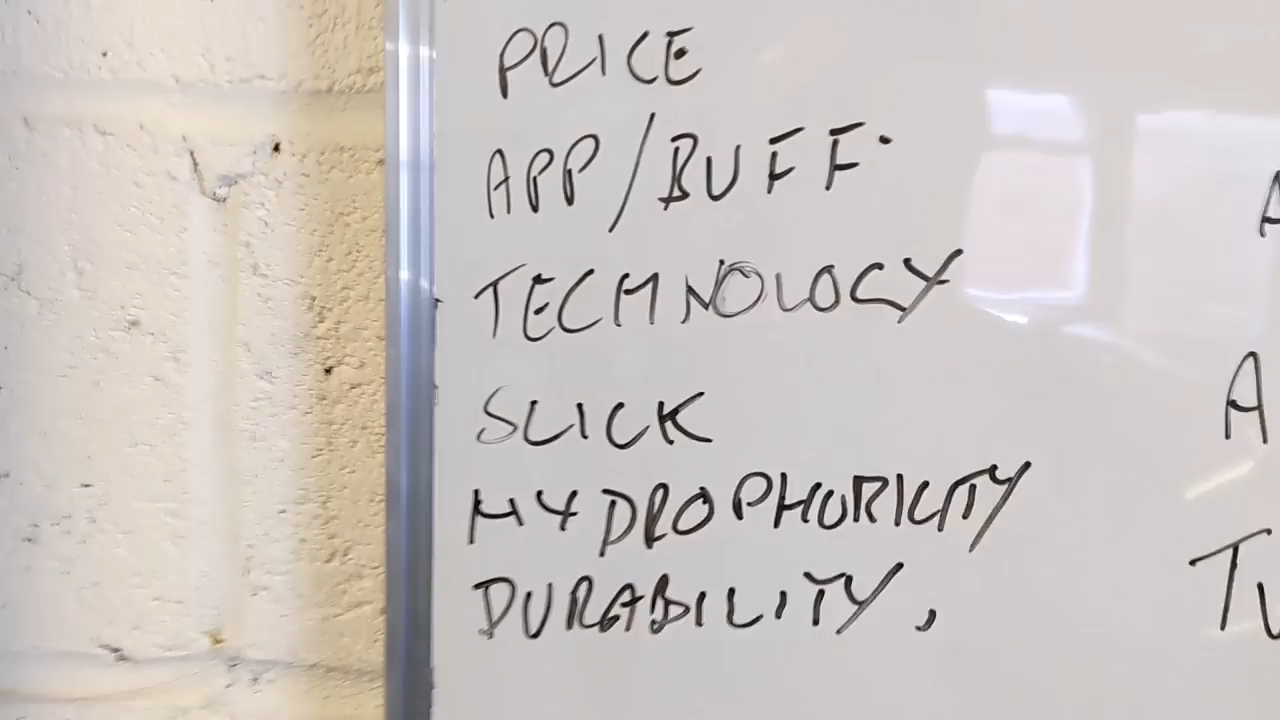 PRICE
APP/BUFF.
TECHNOLOGY
SLICK
HYDROPHOBICITY
DURABILITY,
A
A